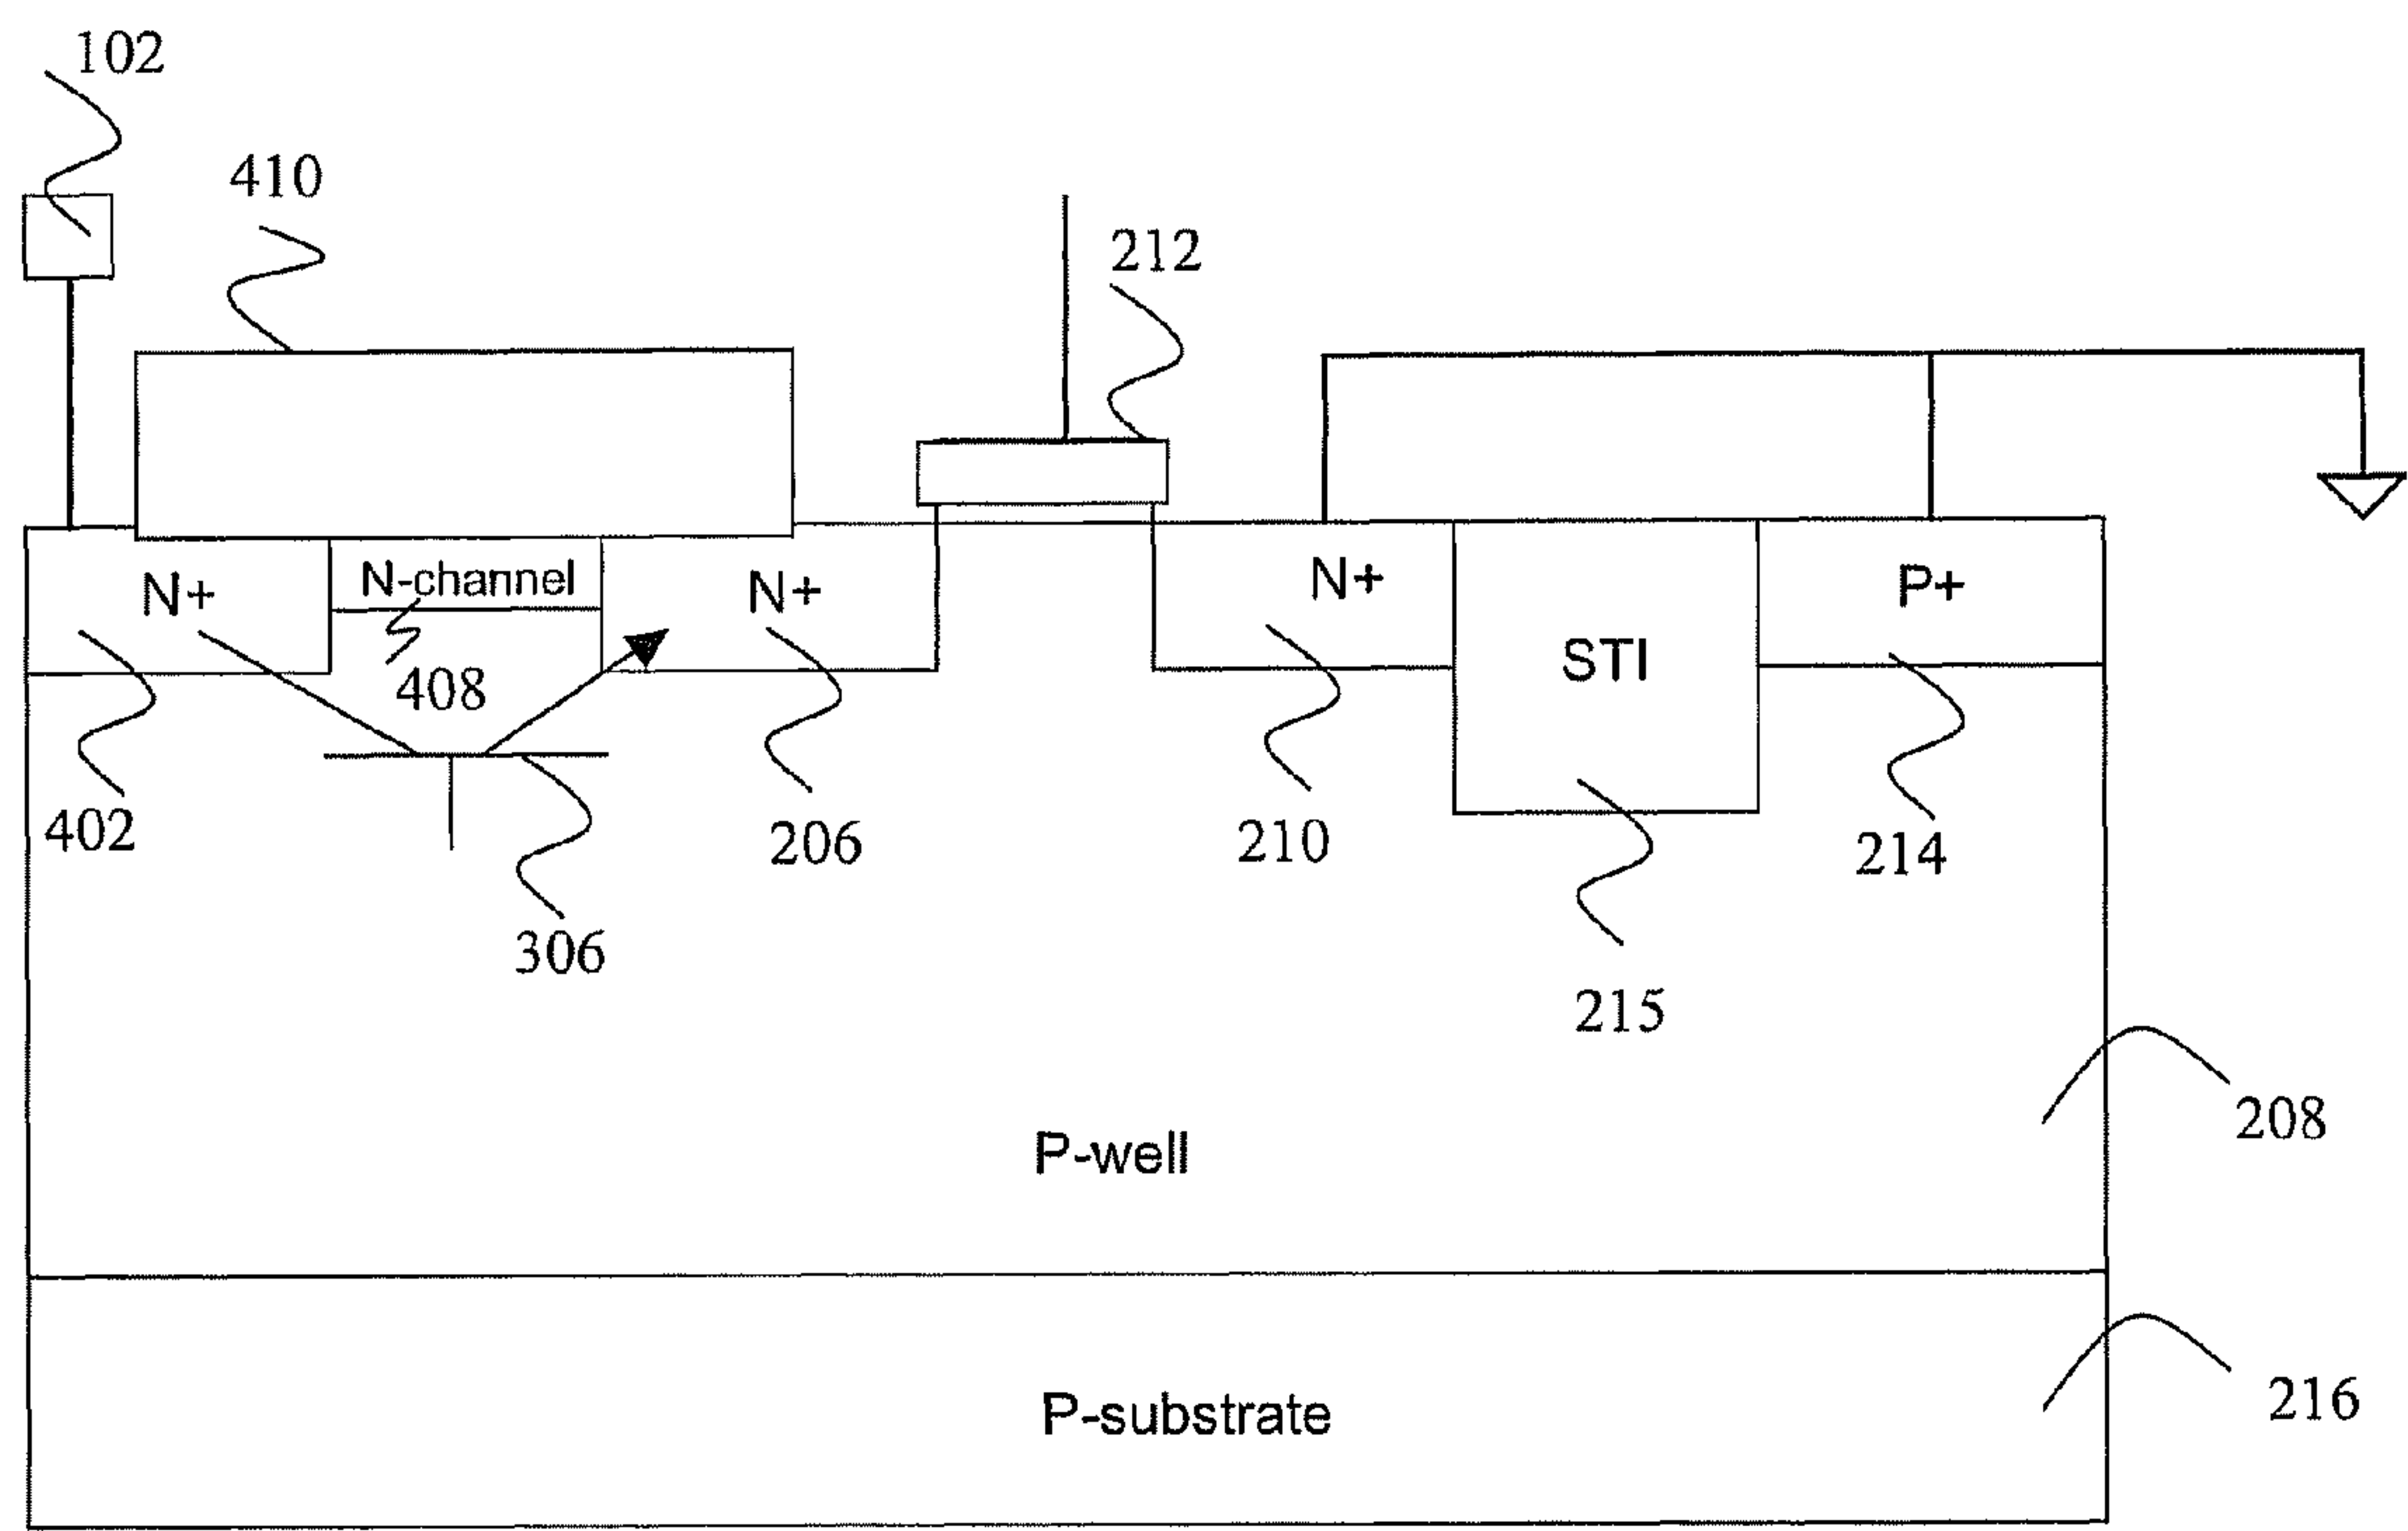 102
410
212
N+
N-channel
N+
N+
P+
STI
408
402
206
210
214
306
215
208
P-well
216
P-substrate